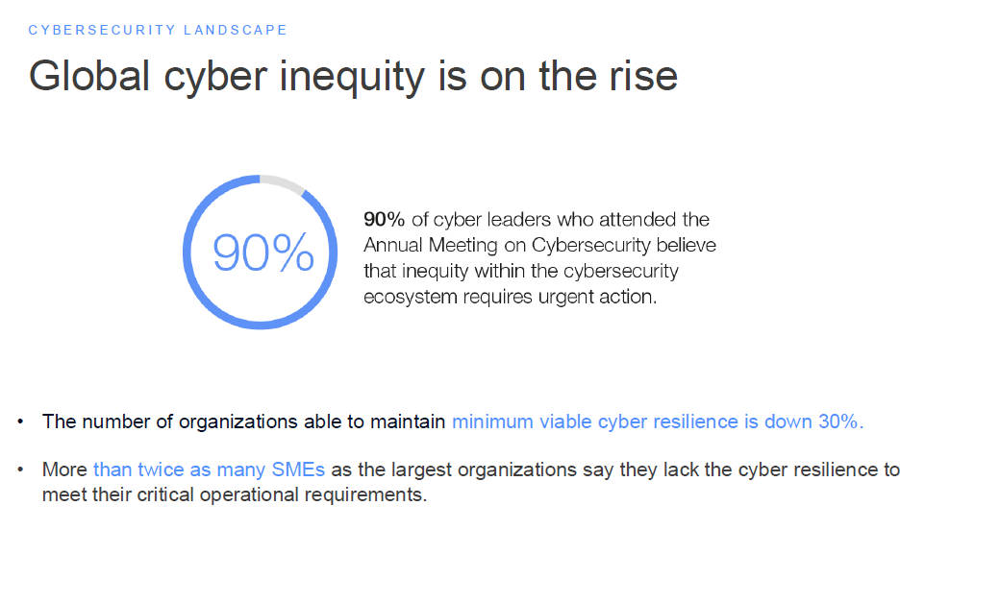 CYBERSECURITY LANDSCAPE
Global cyber inequity is on the rise
90%
90% of cyber leaders who attended the
Annual Meeting on Cybersecurity believe
that inequity within the cybersecurity
ecosystem requires urgent action.
• The number of organizations able to maintain minimum viable cyber resilience is down 30%.
• More than twice as many SMEs as the largest organizations say they lack the cyber resilience to
meet their critical operational requirements.